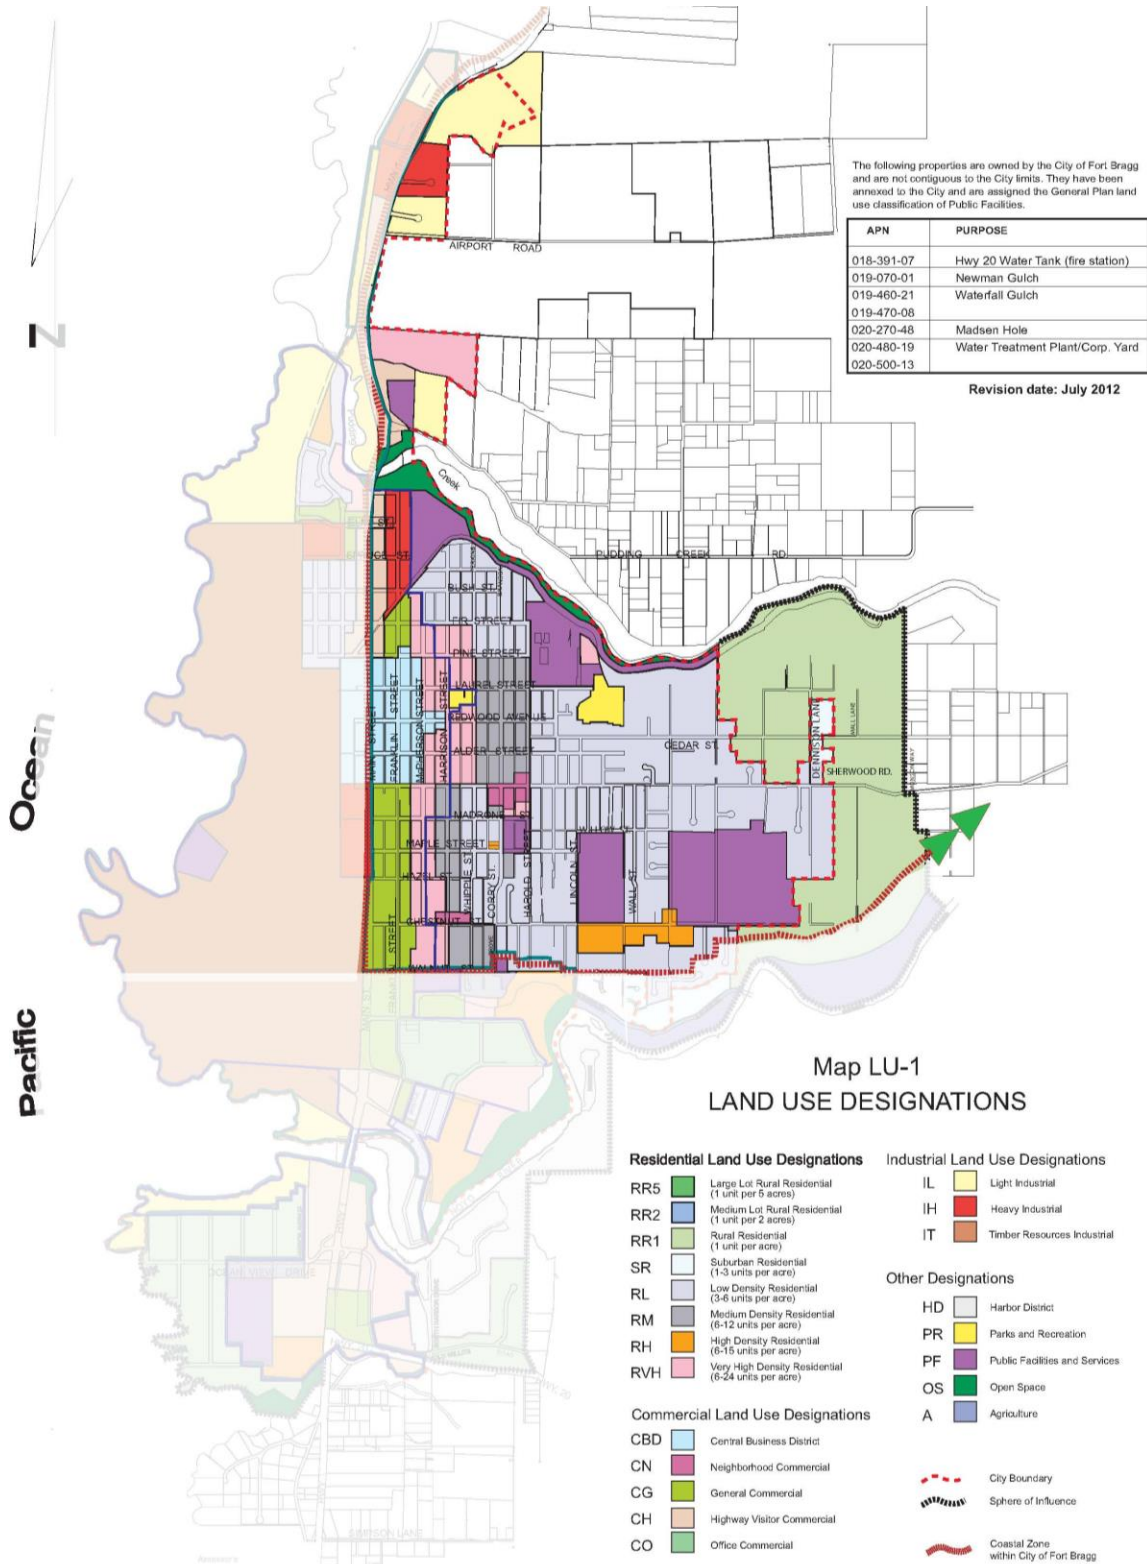 The following properties are owned by the City of Fort Bragg
and are not contiguous to the City limits. They have been
annexed to the City and are assigned the General Plan land
use classification of Public Facilities.
APN PURPOSE
018-391-07 Hwy 20 Water Tank (fire station)
019-070-01 Newman Gulch
019-460-21 Waterfall Gulch
019-470-08
020-270-48 Madsen Hole
020-480-19 Water Treatment Plant/Corp. Yard
020-500-13
Revision date: July 2012
Z
Pacific Ocean
AIRPORT ROAD
Creek
PUDDING CREEK RD
BUSH ST.
FIR STREET
PINE STREET
LAUREL STREET
REDWOOD AVENUE
ALDER STREET
CEDAR ST.
DENNISON LANE
WALL LANE
SHERWOOD RD.
MADRONE ST.
MAPLE STREET
HAZEL ST.
CHESTNUT ST
WALNUT ST.
MAIN STREET
FRANKLIN STREET
McPHERSON STREET
HARRISON STREET
WHIPPLE ST.
CORRY ST.
HAROLD STREET
LINCOLN ST.
WALL ST.
OCEAN VIEW DRIVE
SIMPSON LANE
Map LU-1
LAND USE DESIGNATIONS
Residential Land Use Designations
RR5 Large Lot Rural Residential
(1 unit per 5 acres)
RR2 Medium Lot Rural Residential
(1 unit per 2 acres)
RR1 Rural Residential
(1 unit per acre)
SR Suburban Residential
(1-3 units per acre)
RL Low Density Residential
(3-6 units per acre)
RM Medium Density Residential
(6-12 units per acre)
RH High Density Residential
(6-15 units per acre)
RVH Very High Density Residential
(6-24 units per acre)
Commercial Land Use Designations
CBD Central Business District
CN Neighborhood Commercial
CG General Commercial
CH Highway Visitor Commercial
CO Office Commercial
Industrial Land Use Designations
IL Light Industrial
IH Heavy Industrial
IT Timber Resources Industrial
Other Designations
HD Harbor District
PR Parks and Recreation
PF Public Facilities and Services
OS Open Space
A Agriculture
City Boundary
Sphere of Influence
Coastal Zone
within City of Fort Bragg